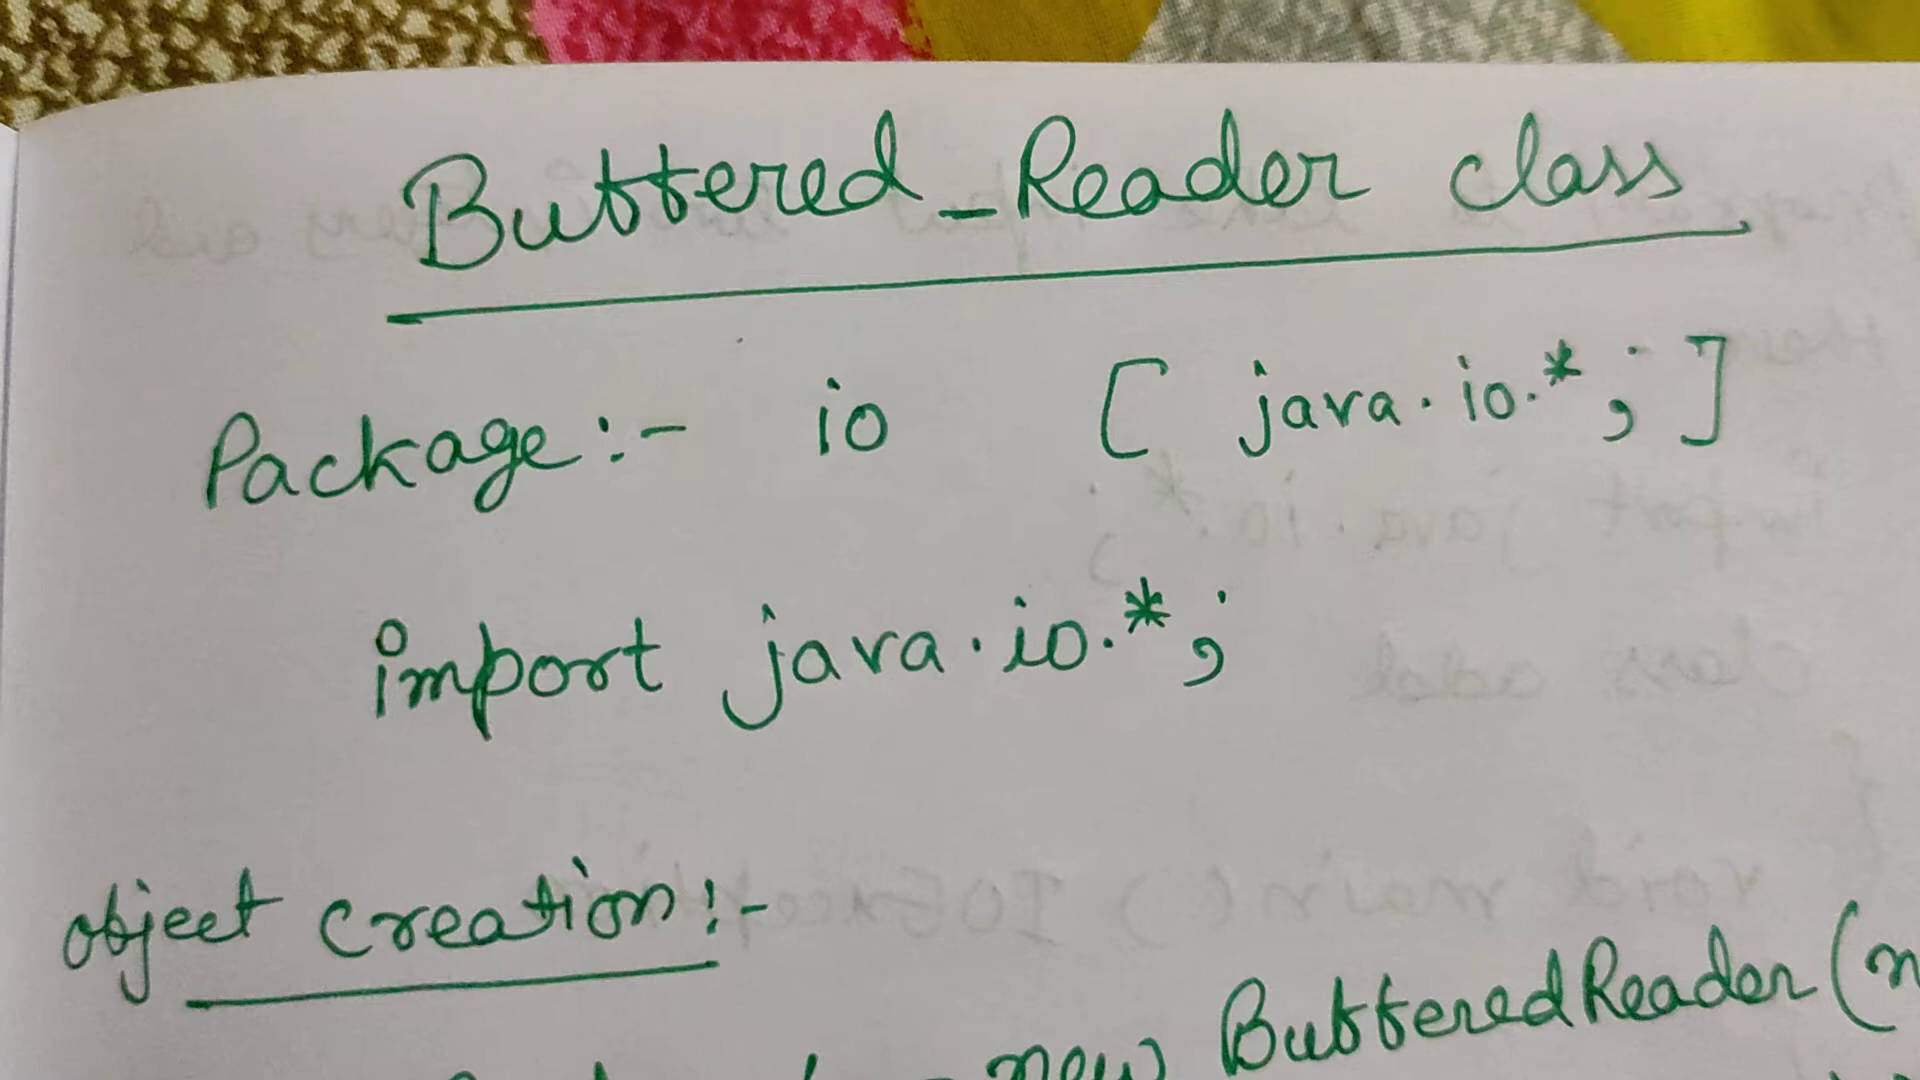 Buffered_Reader class
Package:- io [ java.io.*; ]
import java.io.*;
object creation:-
new BufferedReader (n